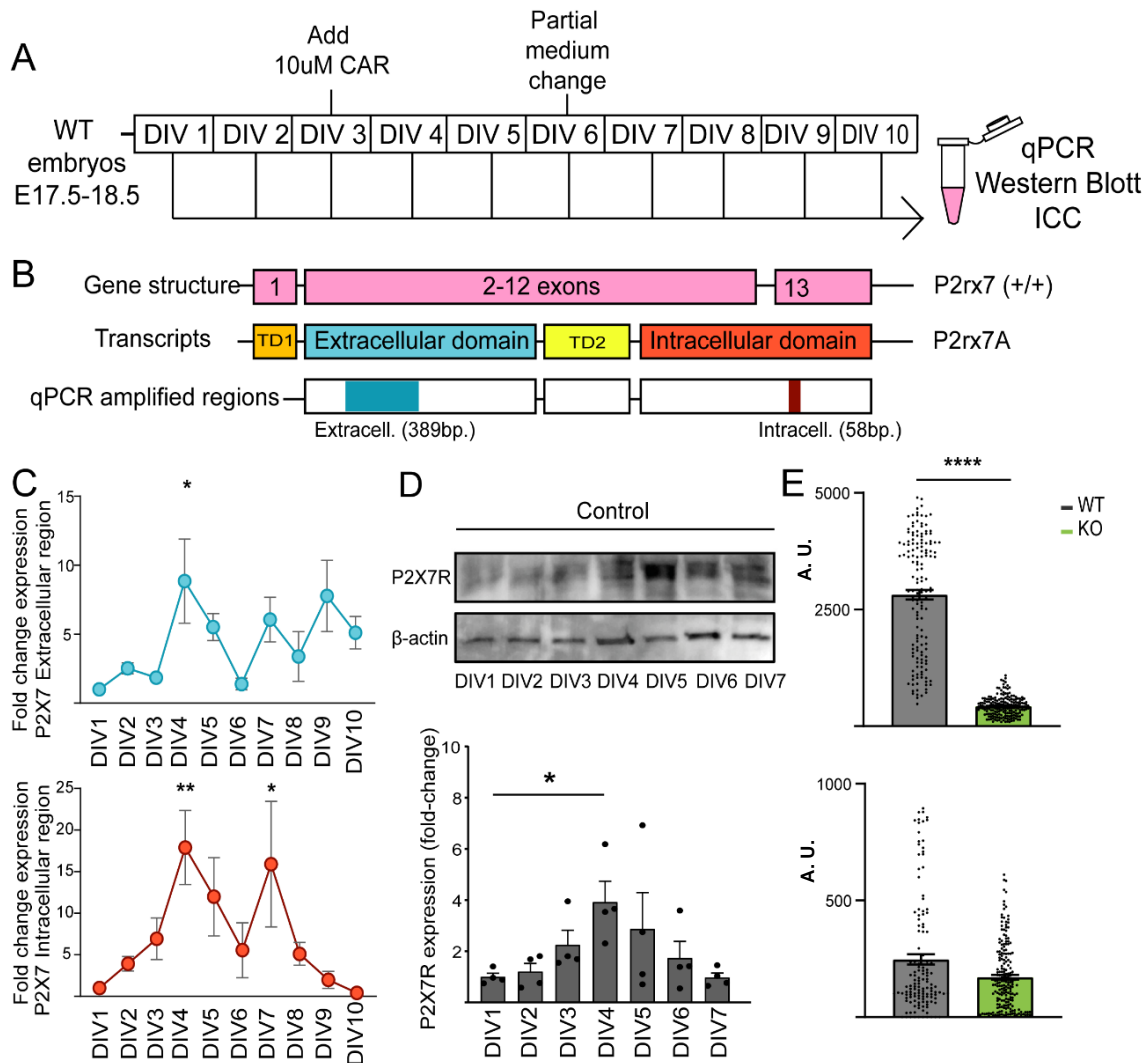 A
Add
10uM CAR
Partial
medium
change
WT
embryos
E17.5-18.5
DIV 1 DIV 2 DIV 3 DIV 4 DIV 5 DIV 6 DIV 7 DIV 8 DIV 9 DIV 10
qPCR
Western Blott
ICC
B
Gene structure 1 2-12 exons 13 P2rx7 (+/+)
Transcripts TD1 Extracellular domain TD2 Intracellular domain P2rx7A
qPCR amplified regions
Extracell. (389bp.) Intracell. (58bp.)
C
Fold change expression
P2X7 Extracellular region
15
10
5
*
DIV1 DIV2 DIV3 DIV4 DIV5 DIV6 DIV7 DIV8 DIV9 DIV10
Fold change expression
P2X7 Intracellular region
25
20
15
10
5
** *
DIV1 DIV2 DIV3 DIV4 DIV5 DIV6 DIV7 DIV8 DIV9 DIV10
D
Control
P2X7R
β-actin
DIV1 DIV2 DIV3 DIV4 DIV5 DIV6 DIV7
P2X7R expression (fold-change)
10
8
6
4
2
0
*
DIV1 DIV2 DIV3 DIV4 DIV5 DIV6 DIV7
E
****
5000
2500
0
A. U.
WT
KO
1000
500
0
A. U.